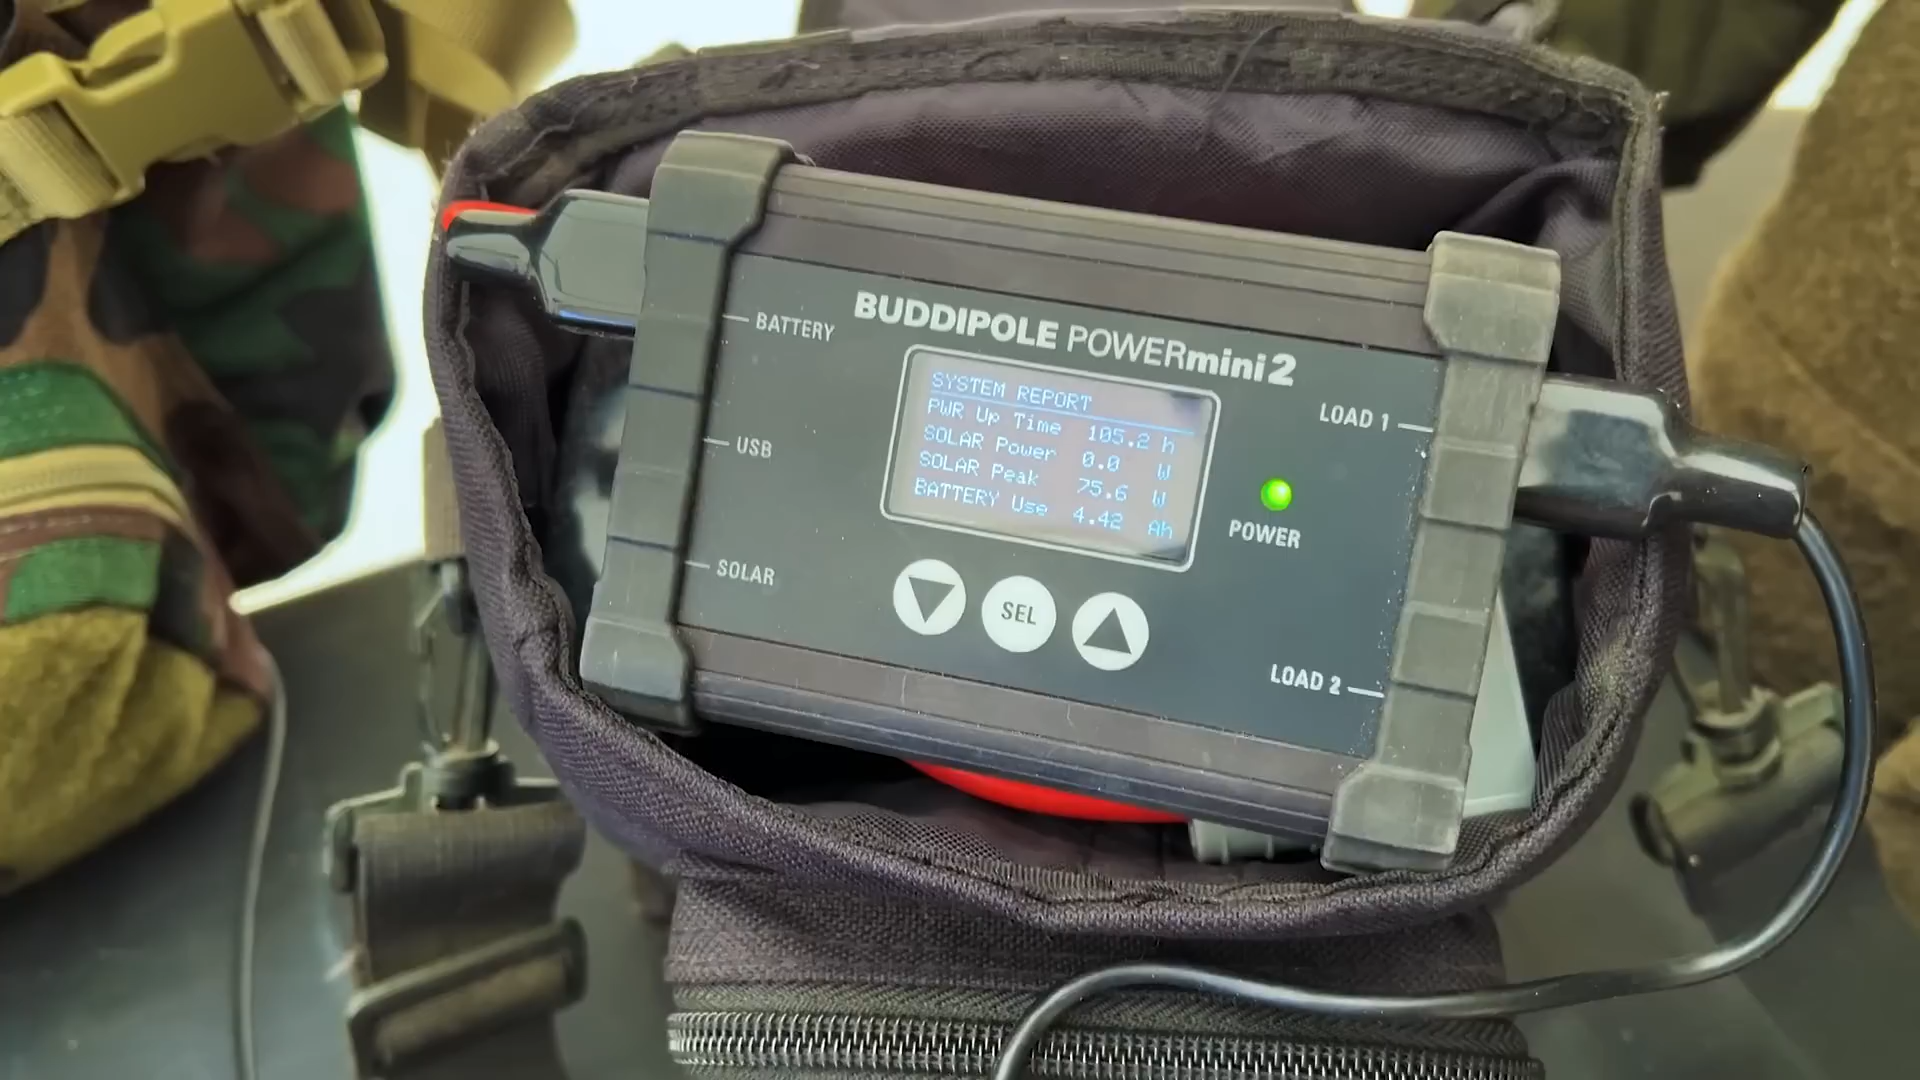 BUDDIPOLE POWERmini2
BATTERY
USB
SOLAR
SYSTEM REPORT
PWR Up Time 105.2 h
SOLAR Power 0.0 W
SOLAR Peak 75.6 W
BATTERY Use 4.42 Ah
SEL
LOAD 1
POWER
LOAD 2